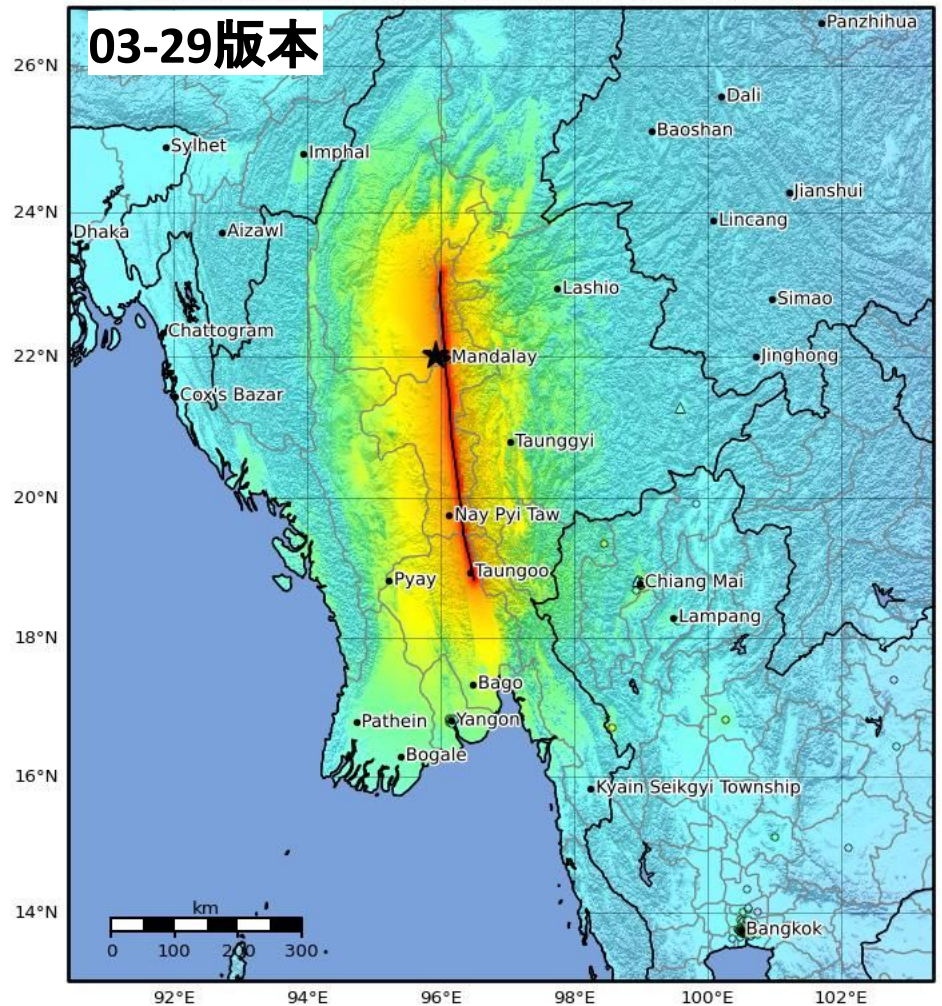 03-29版本
Panzhihua
26°N
Dali
Baoshan
Sylhet
Imphal
Jianshui
24°N
Lincang
Dhaka
Aizawl
Lashio
Simao
Chattogram
22°N
Mandalay
Jinghong
Cox's Bazar
Taunggyi
20°N
Nay Pyi Taw
Taungoo
Pyay
Chiang Mai
Lampang
18°N
Bago
Pathein
Yangon
Bogale
16°N
Kyain Seikgyi Township
km
14°N
Bangkok
0 100 200 300
92°E 94°E 96°E 98°E 100°E 102°E